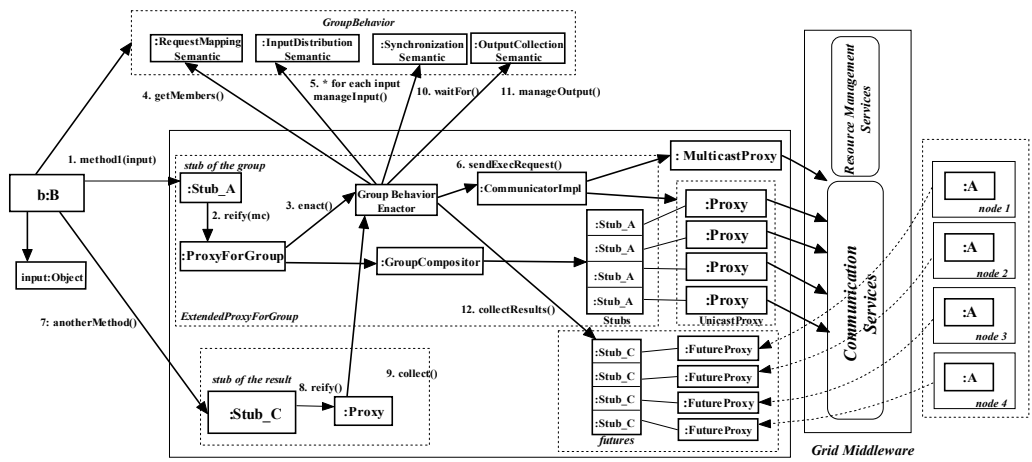 GroupBehavior
:RequestMapping
Semantic
:InputDistribution
Semantic
:Synchronization
Semantic
:OutputCollection
Semantic
4. getMembers()
5. * for each input
manageInput()
10. waitFor()
11. manageOutput()
Resource Management
Services
1. method1(input)
stub of the group
6. sendExecRequest()
: MulticastProxy
b:B
:Stub_A
2. reify(mc)
3. enact()
Group Behavior
Enactor
:CommunicatorImpl
:ProxyForGroup
:GroupCompositor
input:Object
:Stub_A
:Stub_A
:Stub_A
:Stub_A
Stubs
:Proxy
:Proxy
:Proxy
:Proxy
UnicastProxy
Communication
Services
:A
node 1
:A
node 2
:A
node 3
:A
node 4
7: anotherMethod()
ExtendedProxyForGroup
12. collectResults()
stub of the result
8. reify()
9. collect()
:Stub_C
:Proxy
:Stub_C
:Stub_C
:Stub_C
:Stub_C
futures
:FutureProxy
:FutureProxy
:FutureProxy
:FutureProxy
Grid Middleware